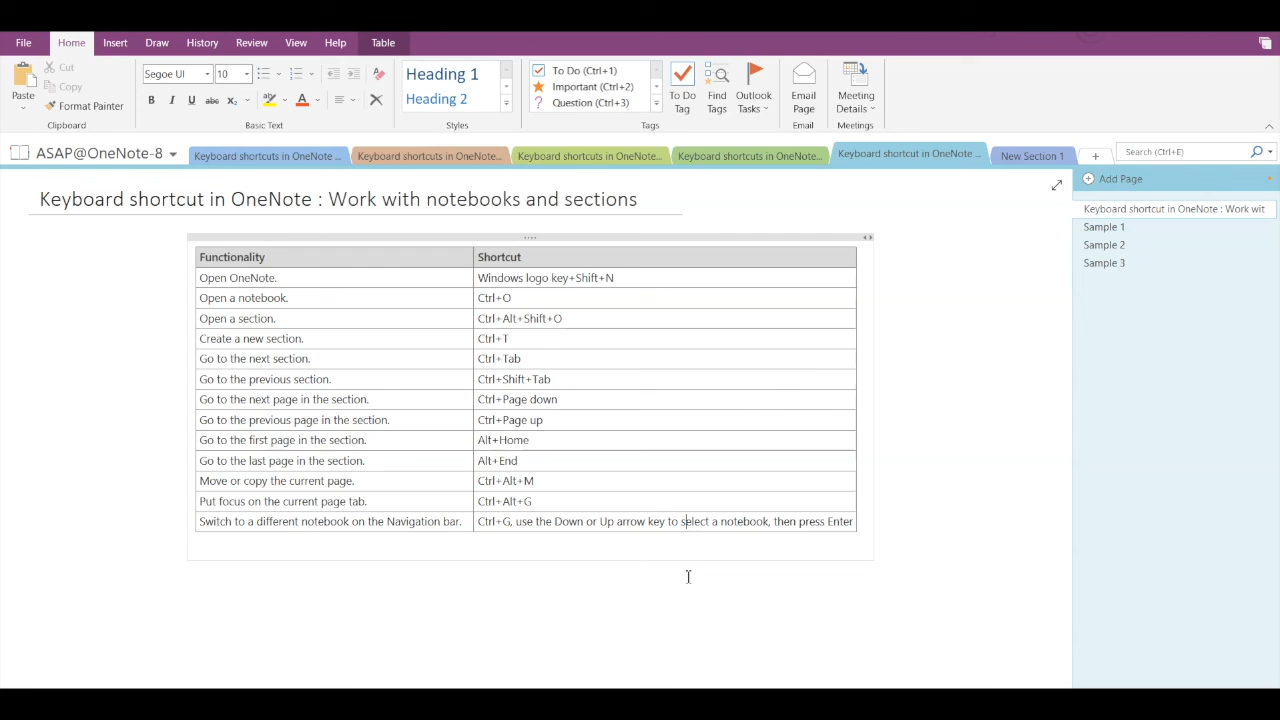 File Home Insert Draw History Review View Help Table
Paste
Cut
Copy
Format Painter
Clipboard
Segoe UI 10
B I U abc X₂ A
Basic Text
Heading 1
Heading 2
Styles
To Do (Ctrl+1)
Important (Ctrl+2)
Question (Ctrl+3)
To Do
Tag
Find
Tags
Outlook
Tasks
Tags
Email
Page
Email
Meeting
Details
Meetings
ASAP@OneNote-8
Keyboard shortcuts in OneNote ...
Keyboard shortcuts in OneNote...
Keyboard shortcuts in OneNote...
Keyboard shortcuts in OneNote...
Keyboard shortcut in OneNote ...
New Section 1
+
Search (Ctrl+E)
Keyboard shortcut in OneNote : Work with notebooks and sections
Functionality Shortcut
Open OneNote. Windows logo key+Shift+N
Open a notebook. Ctrl+O
Open a section. Ctrl+Alt+Shift+O
Create a new section. Ctrl+T
Go to the next section. Ctrl+Tab
Go to the previous section. Ctrl+Shift+Tab
Go to the next page in the section. Ctrl+Page down
Go to the previous page in the section. Ctrl+Page up
Go to the first page in the section. Alt+Home
Go to the last page in the section. Alt+End
Move or copy the current page. Ctrl+Alt+M
Put focus on the current page tab. Ctrl+Alt+G
Switch to a different notebook on the Navigation bar. Ctrl+G, use the Down or Up arrow key to select a notebook, then press Enter
Add Page
Keyboard shortcut in OneNote : Work wit
Sample 1
Sample 2
Sample 3